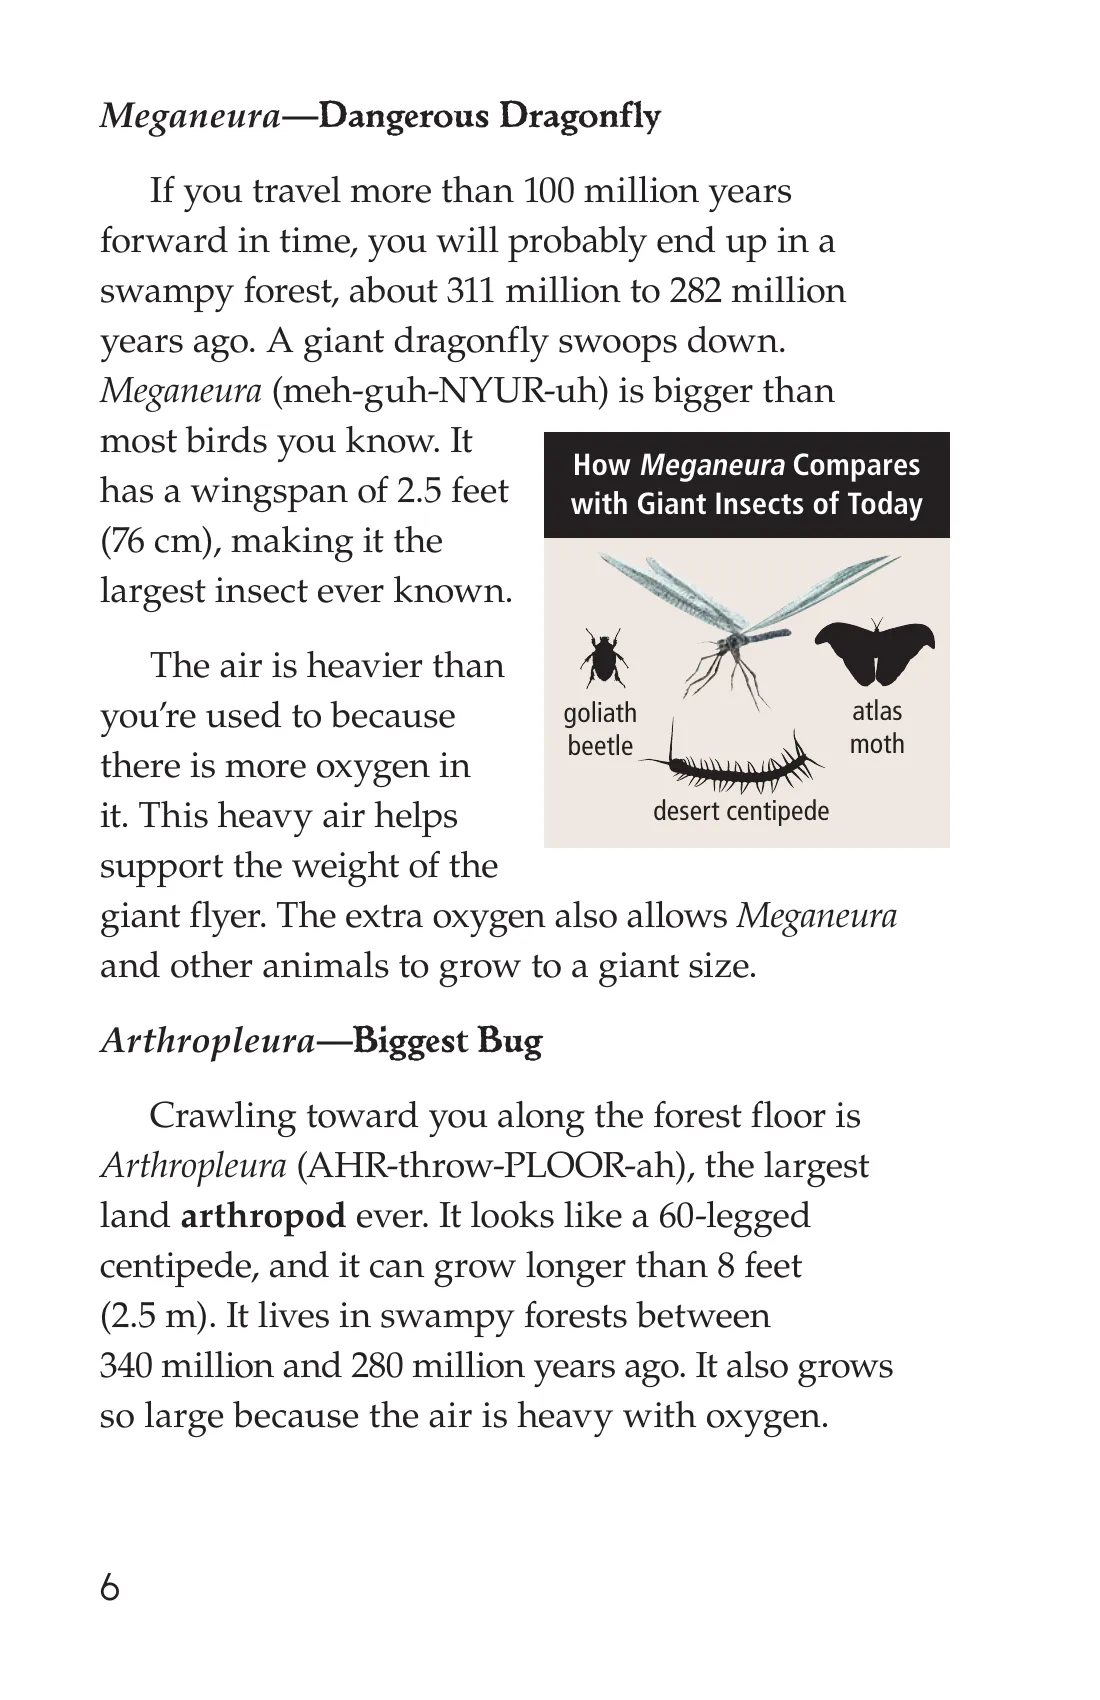 Meganeura—Dangerous Dragonfly
If you travel more than 100 million years
forward in time, you will probably end up in a
swampy forest, about 311 million to 282 million
years ago. A giant dragonfly swoops down.
Meganeura (meh-guh-NYUR-uh) is bigger than
most birds you know. It
has a wingspan of 2.5 feet
(76 cm), making it the
largest insect ever known.
The air is heavier than
you’re used to because
there is more oxygen in
it. This heavy air helps
support the weight of the
giant flyer. The extra oxygen also allows Meganeura
and other animals to grow to a giant size.
How Meganeura Compares
with Giant Insects of Today
goliath
beetle
atlas
moth
desert centipede
Arthropleura—Biggest Bug
Crawling toward you along the forest floor is
Arthropleura (AHR-throw-PLOOR-ah), the largest
land arthropod ever. It looks like a 60-legged
centipede, and it can grow longer than 8 feet
(2.5 m). It lives in swampy forests between
340 million and 280 million years ago. It also grows
so large because the air is heavy with oxygen.
6